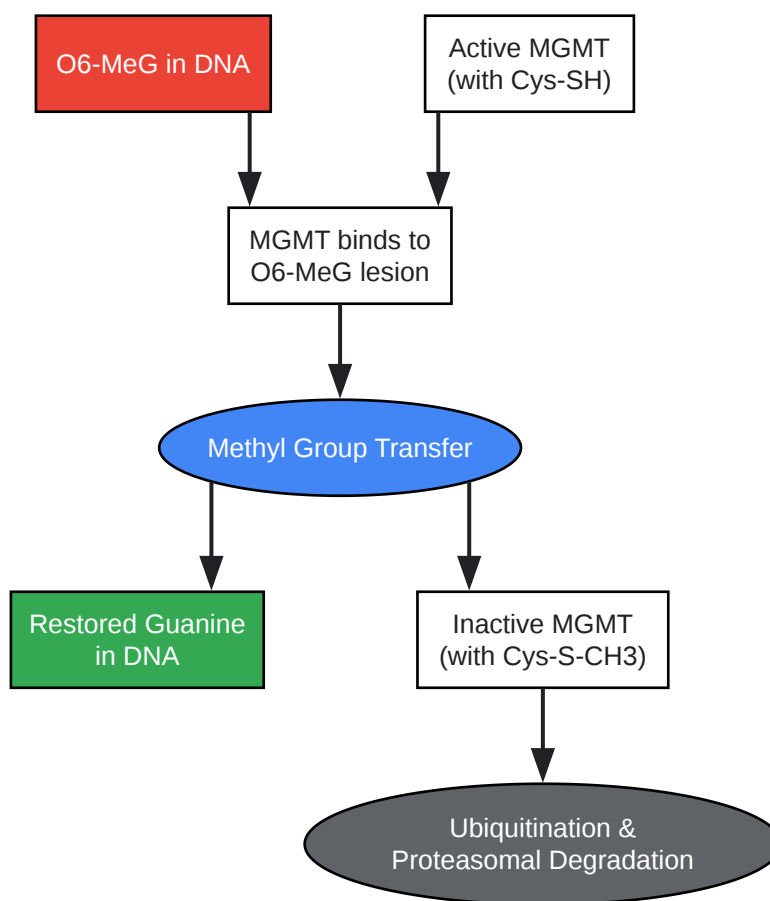 O6-MeG in DNA
Active MGMT
(with Cys-SH)
MGMT binds to
O6-MeG lesion
Methyl Group Transfer
Restored Guanine
in DNA
Inactive MGMT
(with Cys-S-CH3)
Ubiquitination &
Proteasomal Degradation